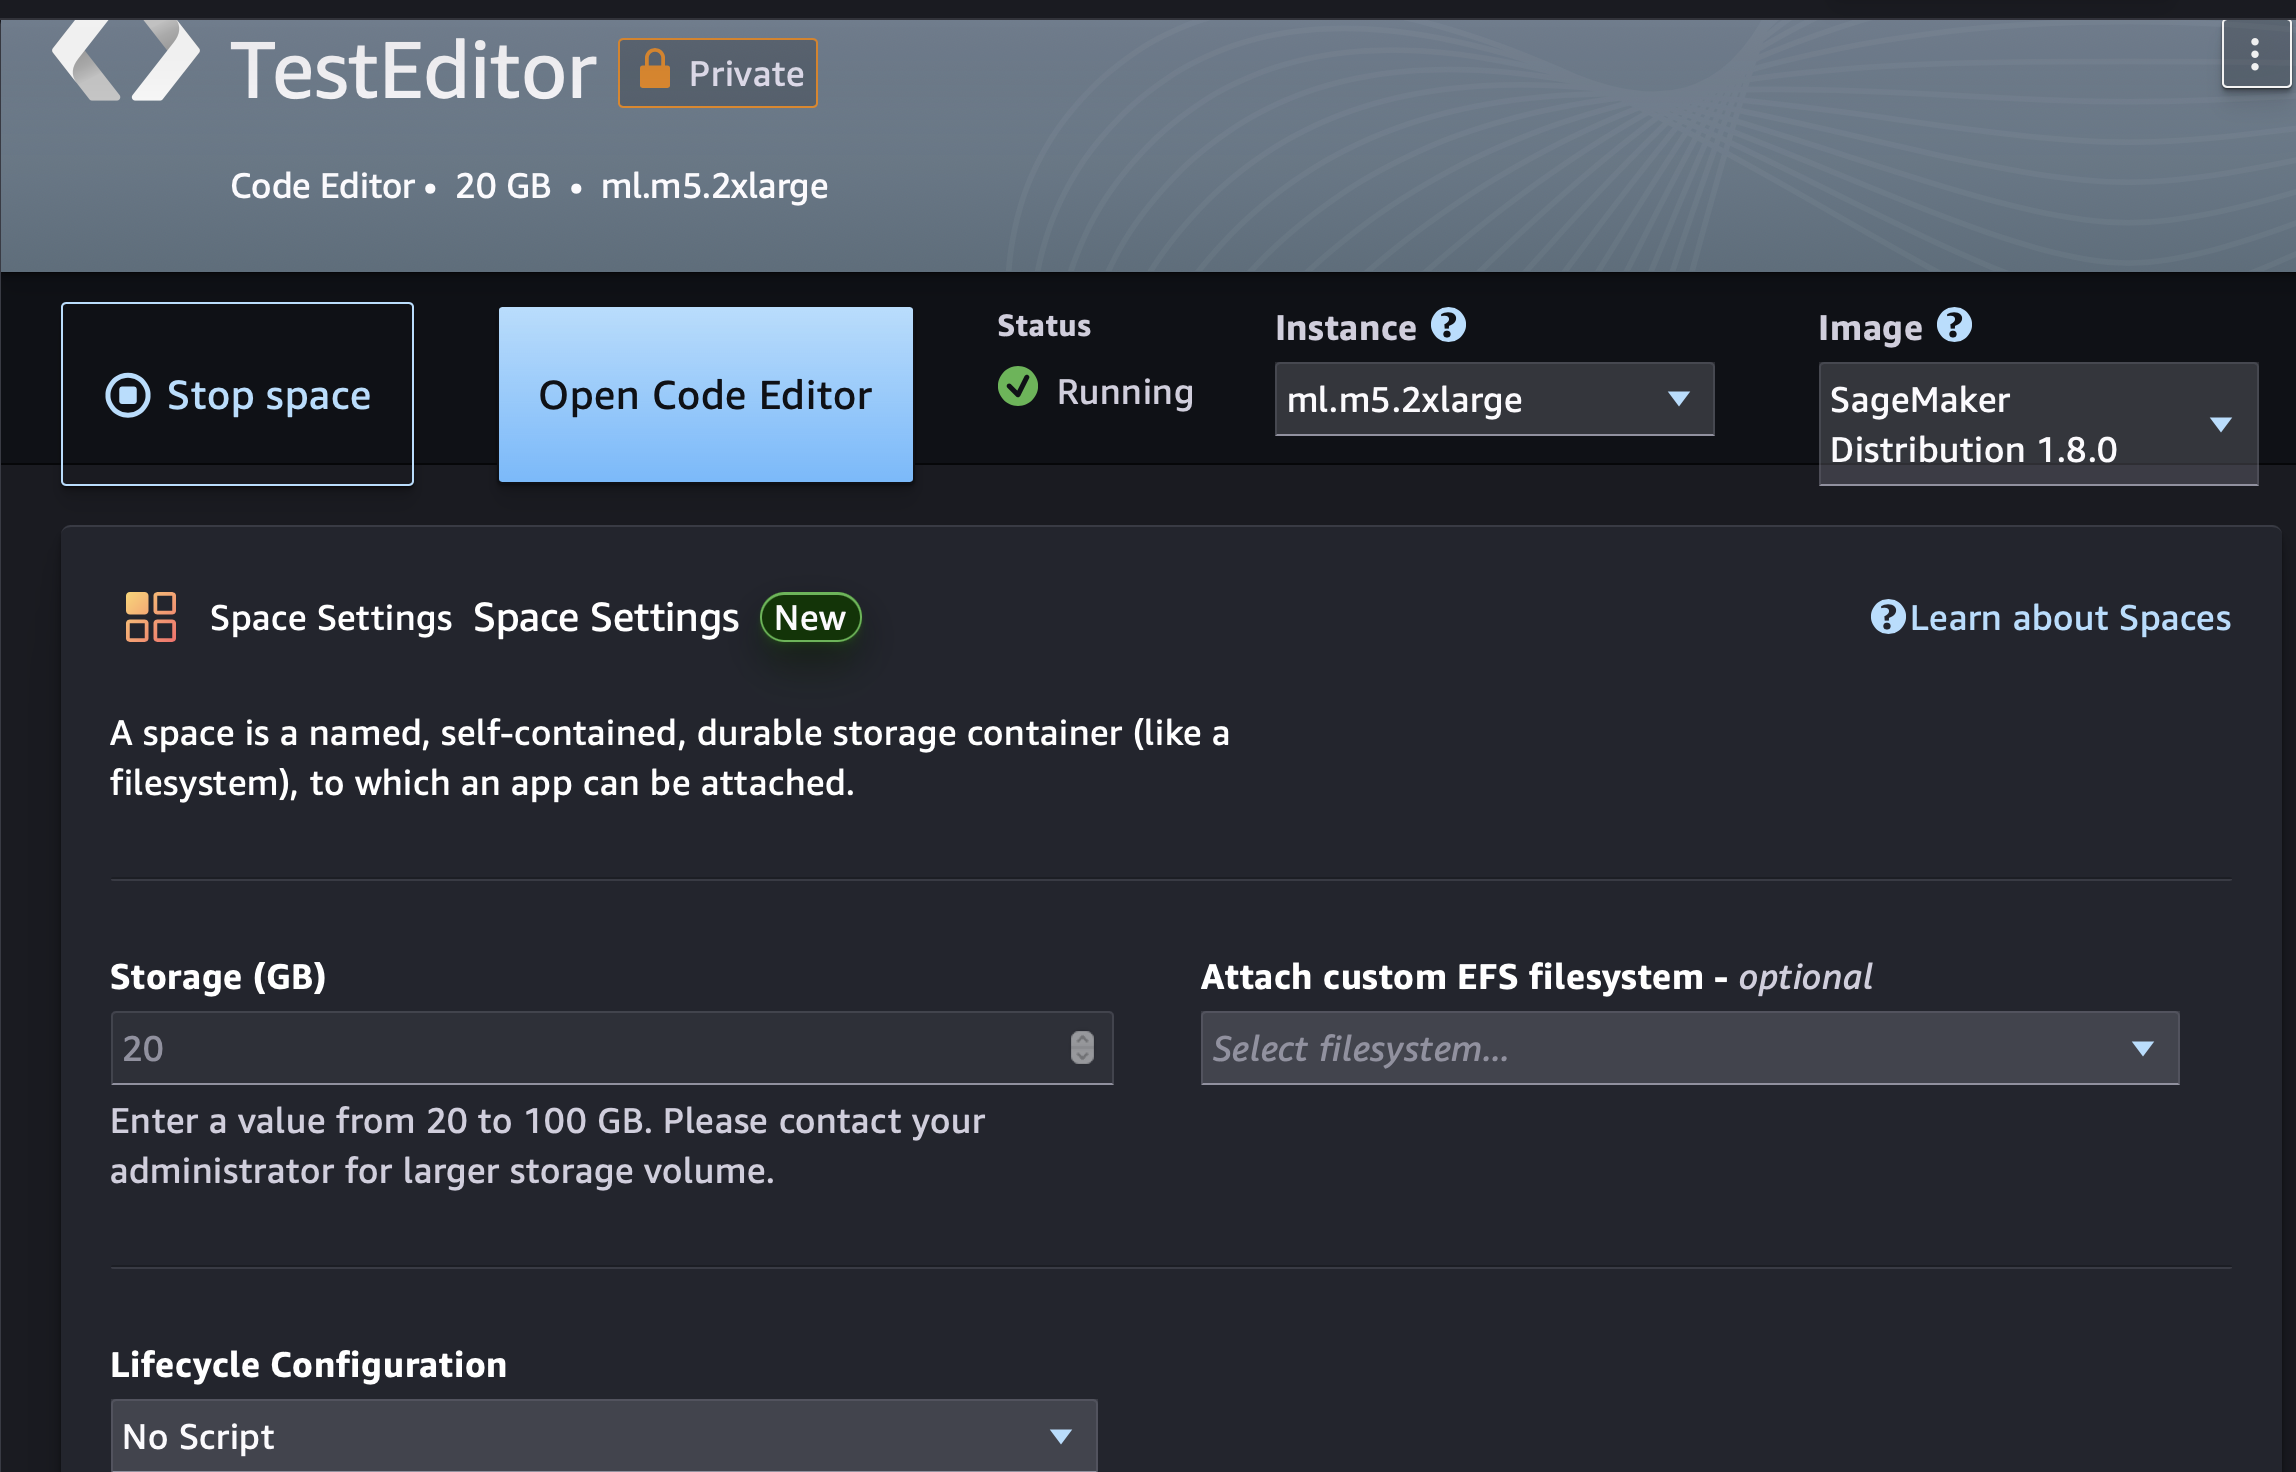 TestEditor Private
Code Editor • 20 GB • ml.m5.2xlarge
Stop space
Open Code Editor
Status
Running
Instance ?
ml.m5.2xlarge
Image ?
SageMaker
Distribution 1.8.0
Space Settings Space Settings New
? Learn about Spaces
A space is a named, self-contained, durable storage container (like a
filesystem), to which an app can be attached.
Storage (GB)
20
Enter a value from 20 to 100 GB. Please contact your
administrator for larger storage volume.
Attach custom EFS filesystem - optional
Select filesystem...
Lifecycle Configuration
No Script